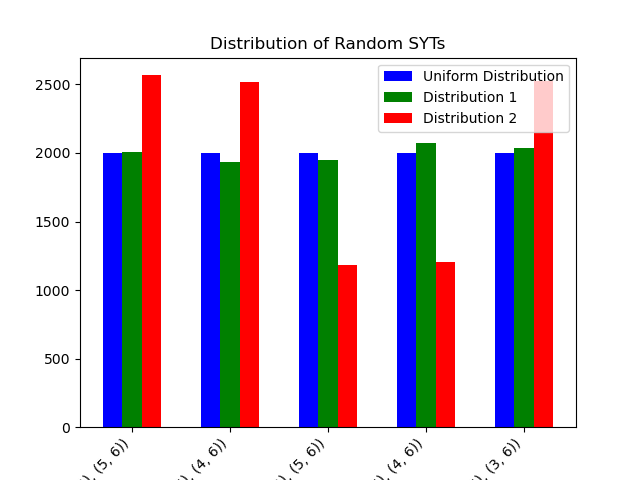 Distribution of Random SYTs
Uniform Distribution
Distribution 1
Distribution 2
2500
2000
1500
1000
500
0
), (5, 6))
), (4, 6))
), (5, 6))
), (4, 6))
), (3, 6))